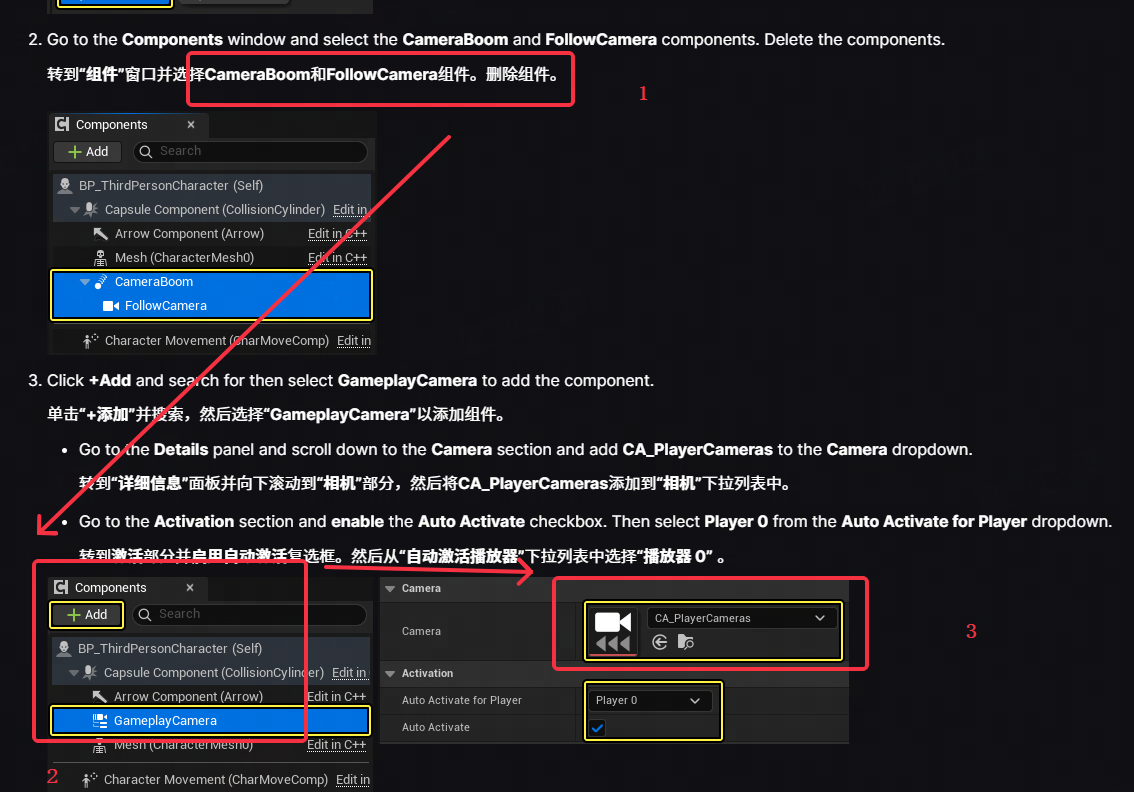 2. Go to the Components window and select the CameraBoom and FollowCamera components. Delete the components.
转到“组件”窗口并选择CameraBoom和FollowCamera组件。删除组件。
1
Components ×
+ Add Search
BP_ThirdPersonCharacter (Self)
Capsule Component (CollisionCylinder) Edit in
Arrow Component (Arrow) Edit in C++
Mesh (CharacterMesh0) Edit in C++
CameraBoom
FollowCamera
Character Movement (CharMoveComp) Edit in
3. Click +Add and search for then select GameplayCamera to add the component.
单击“+添加”并搜索，然后选择“GameplayCamera”以添加组件。
• Go to the Details panel and scroll down to the Camera section and add CA_PlayerCameras to the Camera dropdown.
转到“详细信息”面板并向下滚动到“相机”部分，然后将CA_PlayerCameras添加到“相机”下拉列表中。
• Go to the Activation section and enable the Auto Activate checkbox. Then select Player 0 from the Auto Activate for Player dropdown.
转到激活部分并启用自动激活复选框。然后从“自动激活播放器”下拉列表中选择“播放器 0” 。
Components ×
+ Add Search
BP_ThirdPersonCharacter (Self)
Capsule Component (CollisionCylinder) Edit in
Arrow Component (Arrow) Edit in C++
GameplayCamera
Mesh (CharacterMesh0) Edit in C++
Character Movement (CharMoveComp) Edit in
2
Camera
Camera CA_PlayerCameras
Activation
Auto Activate for Player Player 0
Auto Activate
3